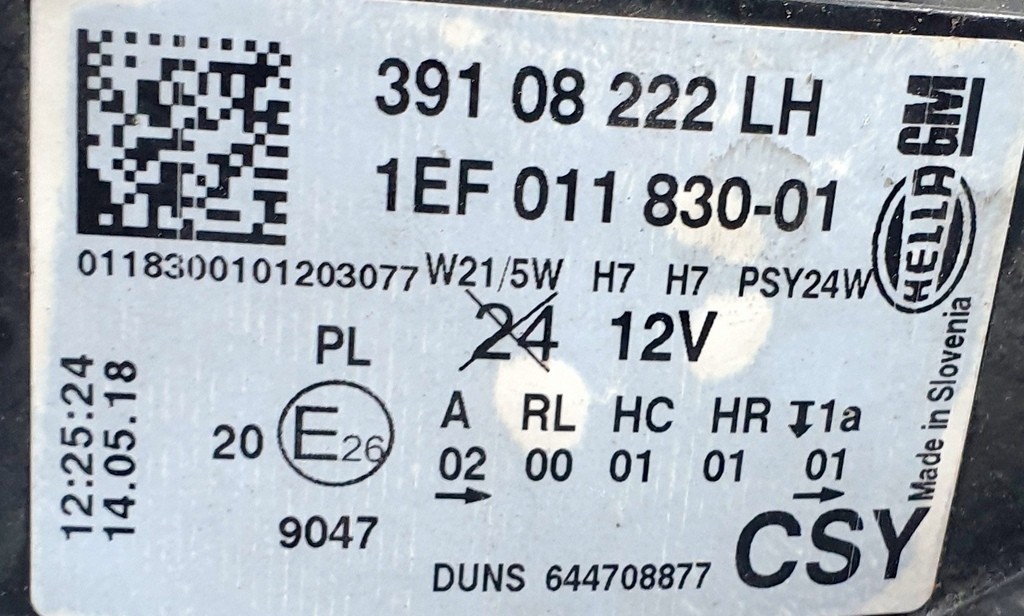 391 08 222 LH
1EF 011 830-01
GM
HELLA
0118300101203077 W21/5W H7 H7 PSY24W
24 12V
PL
A RL HC HR 1a
20 E26 02 00 01 01 01
9047
12:25:24
14.05.18
Made in Slovenia
DUNS 644708877
CSY